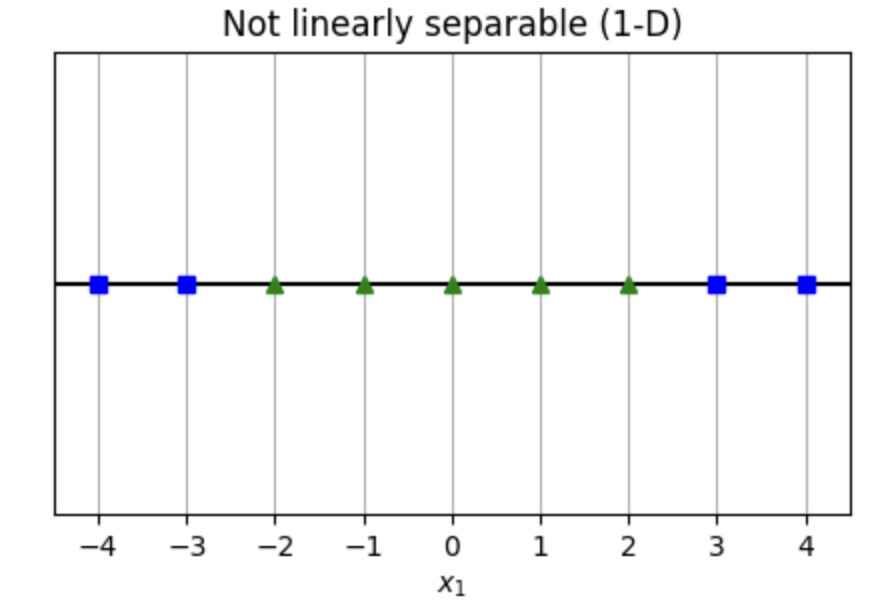 Not linearly separable (1-D)
−4 −3 −2 −1 0 1 2 3 4
x₁